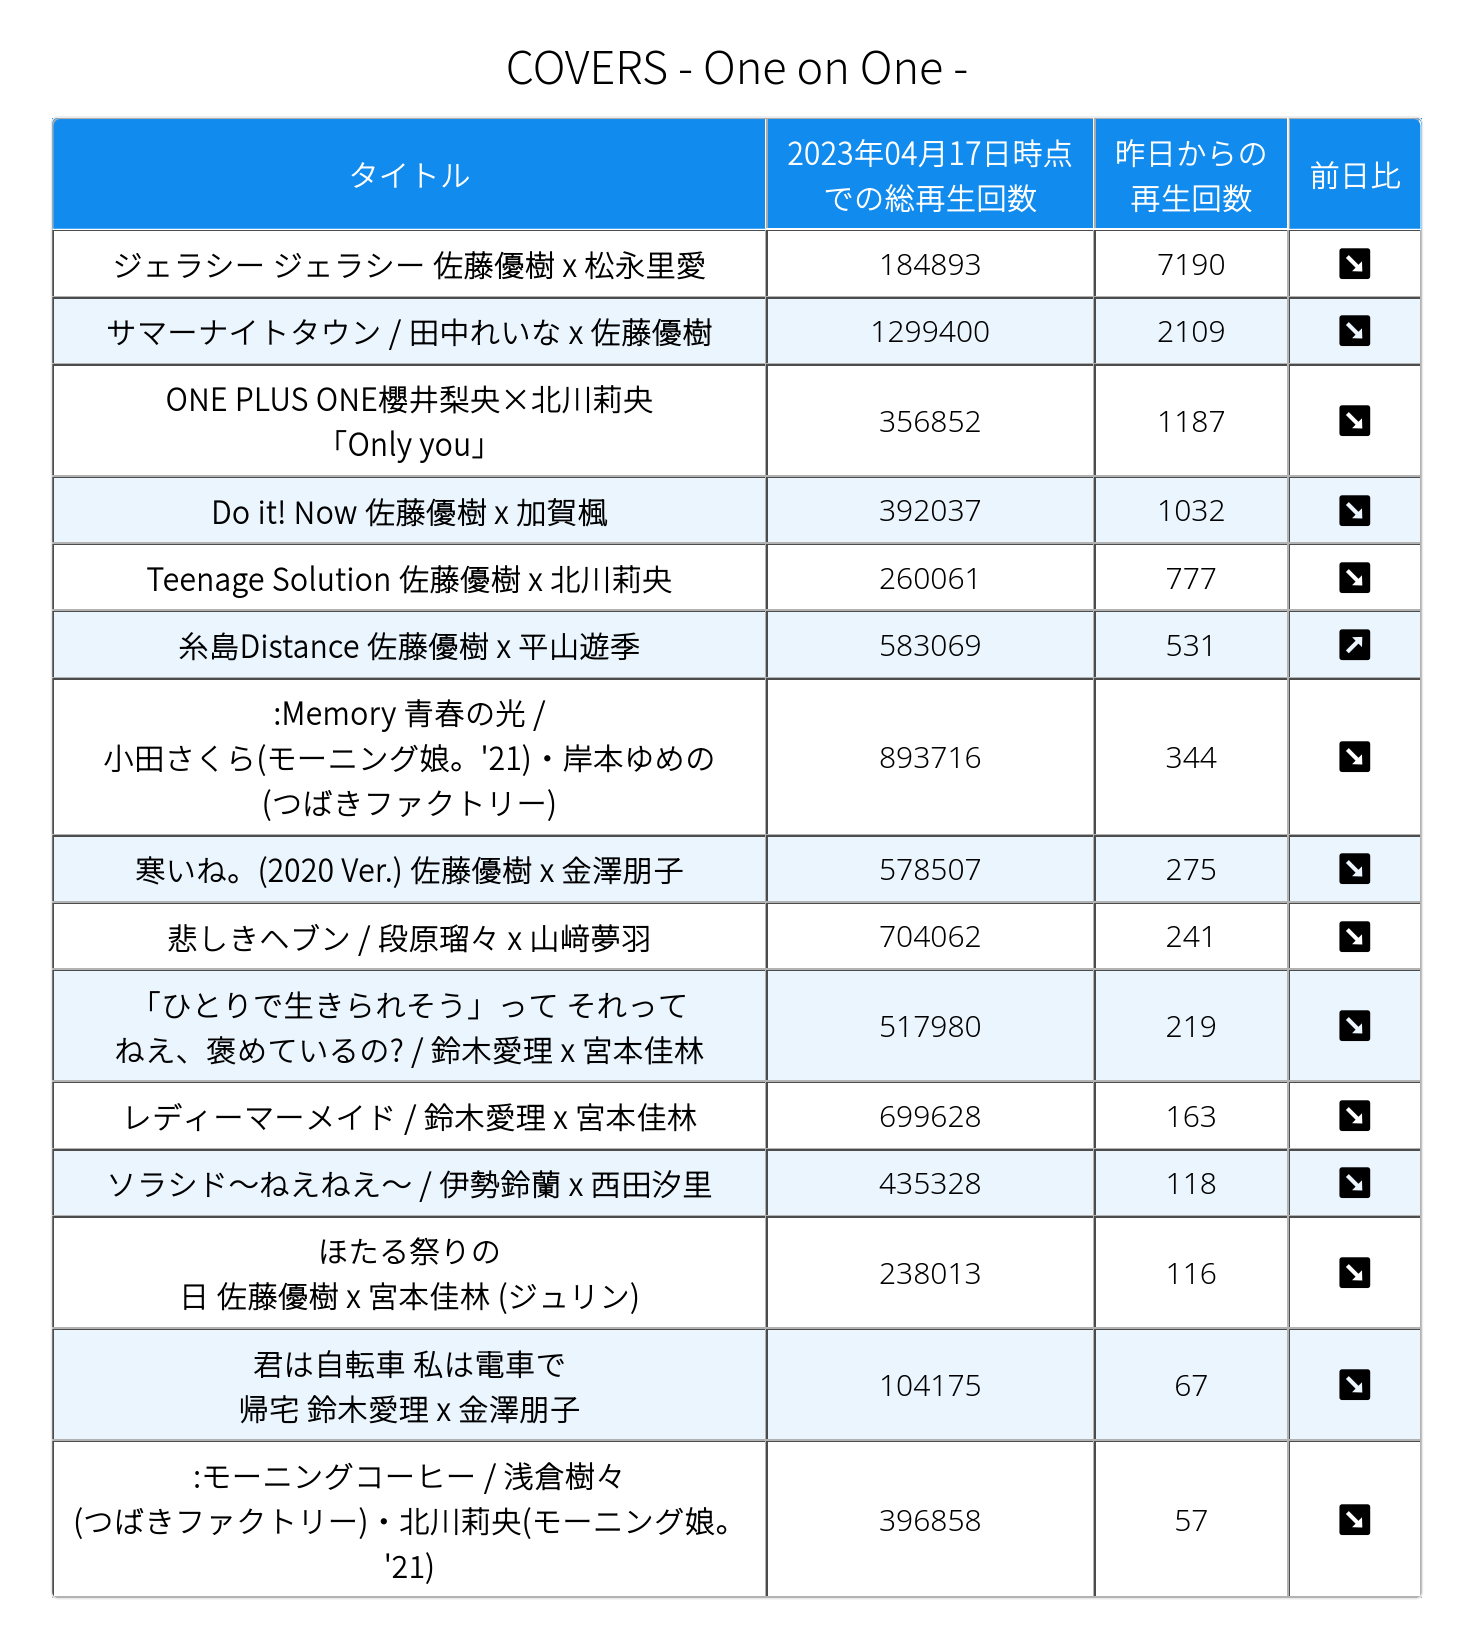 COVERS - One on One -
タイトル
2023年04月17日時点
での総再生回数
昨日からの
再生回数
前日比
ジェラシー ジェラシー 佐藤優樹 x 松永里愛
184893
7190
サマーナイトタウン / 田中れいな x 佐藤優樹
1299400
2109
ONE PLUS ONE櫻井梨央×北川莉央
「Only you」
356852
1187
Do it! Now 佐藤優樹 x 加賀楓
392037
1032
Teenage Solution 佐藤優樹 x 北川莉央
260061
777
糸島Distance 佐藤優樹 x 平山遊季
583069
531
:Memory 青春の光 /
小田さくら(モーニング娘。'21)・岸本ゆめの
(つばきファクトリー)
893716
344
寒いね。(2020 Ver.) 佐藤優樹 x 金澤朋子
578507
275
悲しきヘブン / 段原瑠々 x 山﨑夢羽
704062
241
「ひとりで生きられそう」って それって
ねえ、褒めているの? / 鈴木愛理 x 宮本佳林
517980
219
レディーマーメイド / 鈴木愛理 x 宮本佳林
699628
163
ソラシド〜ねえねえ〜 / 伊勢鈴蘭 x 西田汐里
435328
118
ほたる祭りの
日 佐藤優樹 x 宮本佳林 (ジュリン)
238013
116
君は自転車 私は電車で
帰宅 鈴木愛理 x 金澤朋子
104175
67
:モーニングコーヒー / 浅倉樹々
(つばきファクトリー)・北川莉央(モーニング娘。
'21)
396858
57